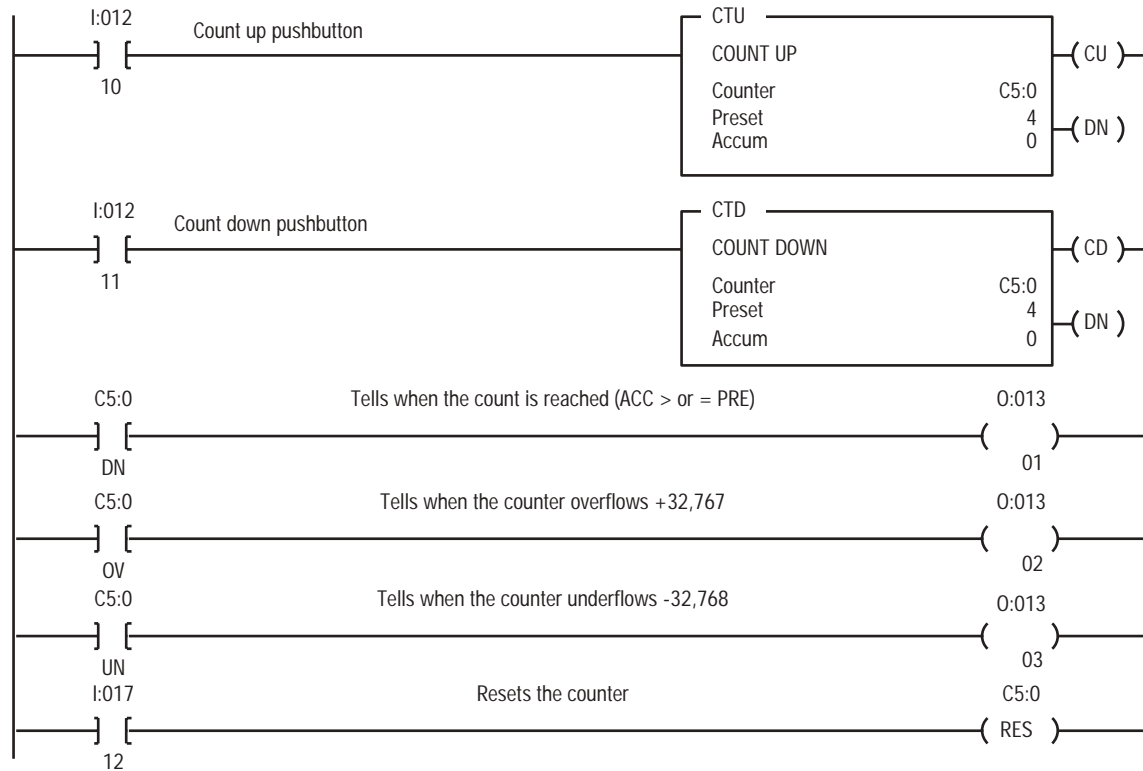 I:012
Count up pushbutton
10
CTU
COUNT UP
Counter C5:0
Preset 4
Accum 0
CU
DN
I:012
Count down pushbutton
11
CTD
COUNT DOWN
Counter C5:0
Preset 4
Accum 0
CD
DN
C5:0
Tells when the count is reached (ACC > or = PRE)
O:013
DN
01
C5:0
Tells when the counter overflows +32,767
O:013
OV
02
C5:0
Tells when the counter underflows -32,768
O:013
UN
03
I:017
Resets the counter
C5:0
RES
12